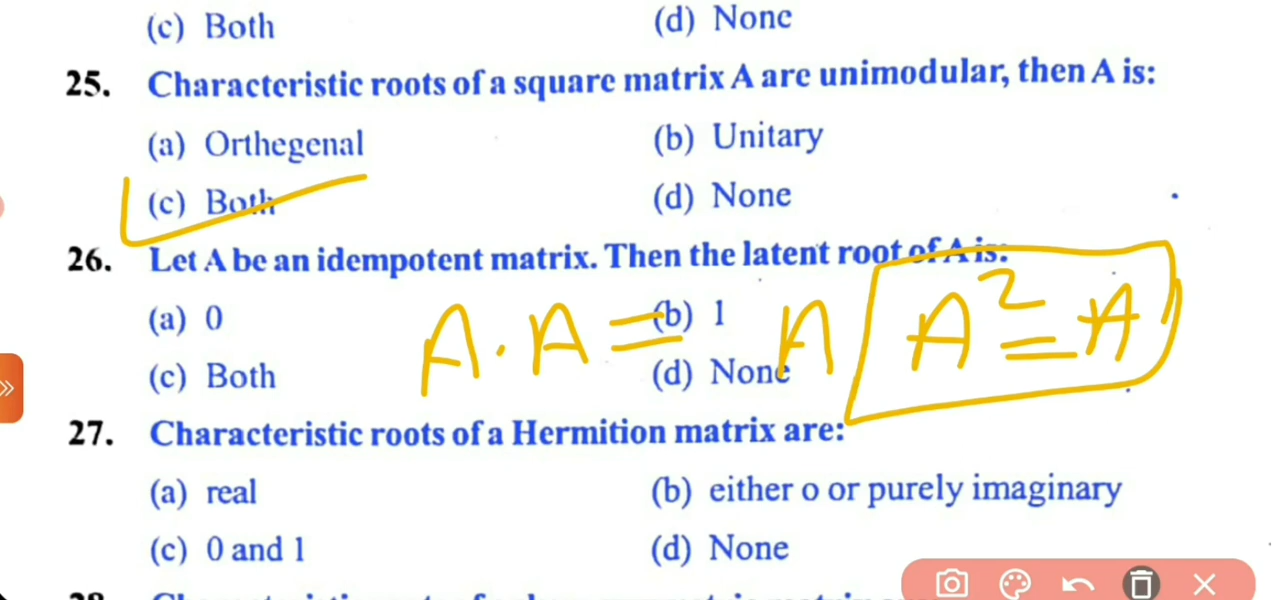 (c) Both (d) None
25. Characteristic roots of a square matrix A are unimodular, then A is:
(a) Orthegenal (b) Unitary
(c) Both (d) None
26. Let A be an idempotent matrix. Then the latent root of A is:
(a) 0 (b) 1
A · A = A A² = A
(c) Both (d) None
27. Characteristic roots of a Hermition matrix are:
(a) real (b) either o or purely imaginary
(c) 0 and 1 (d) None